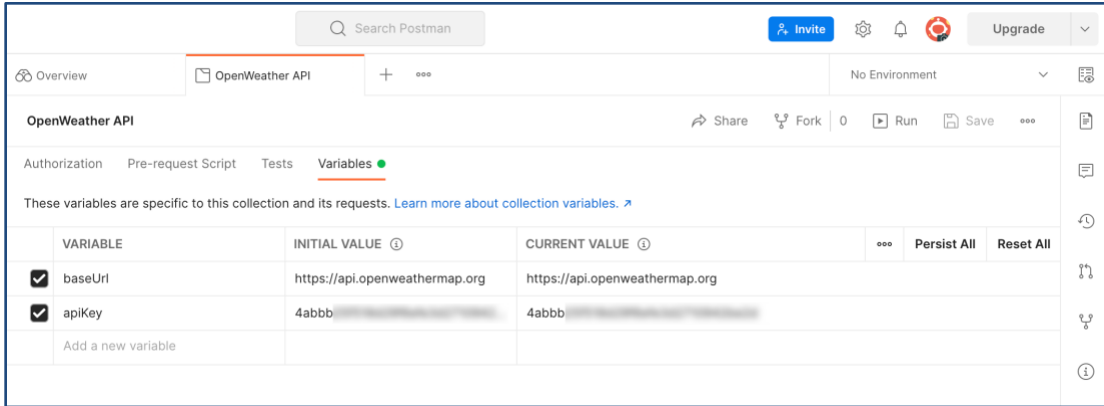 Search Postman Invite Upgrade
Overview OpenWeather API No Environment
OpenWeather API Share Fork 0 Run Save
Authorization Pre-request Script Tests Variables
These variables are specific to this collection and its requests. Learn more about collection variables. ↗
VARIABLE INITIAL VALUE CURRENT VALUE Persist All Reset All
baseUrl https://api.openweathermap.org https://api.openweathermap.org
apiKey 4abbb 4abbb
Add a new variable